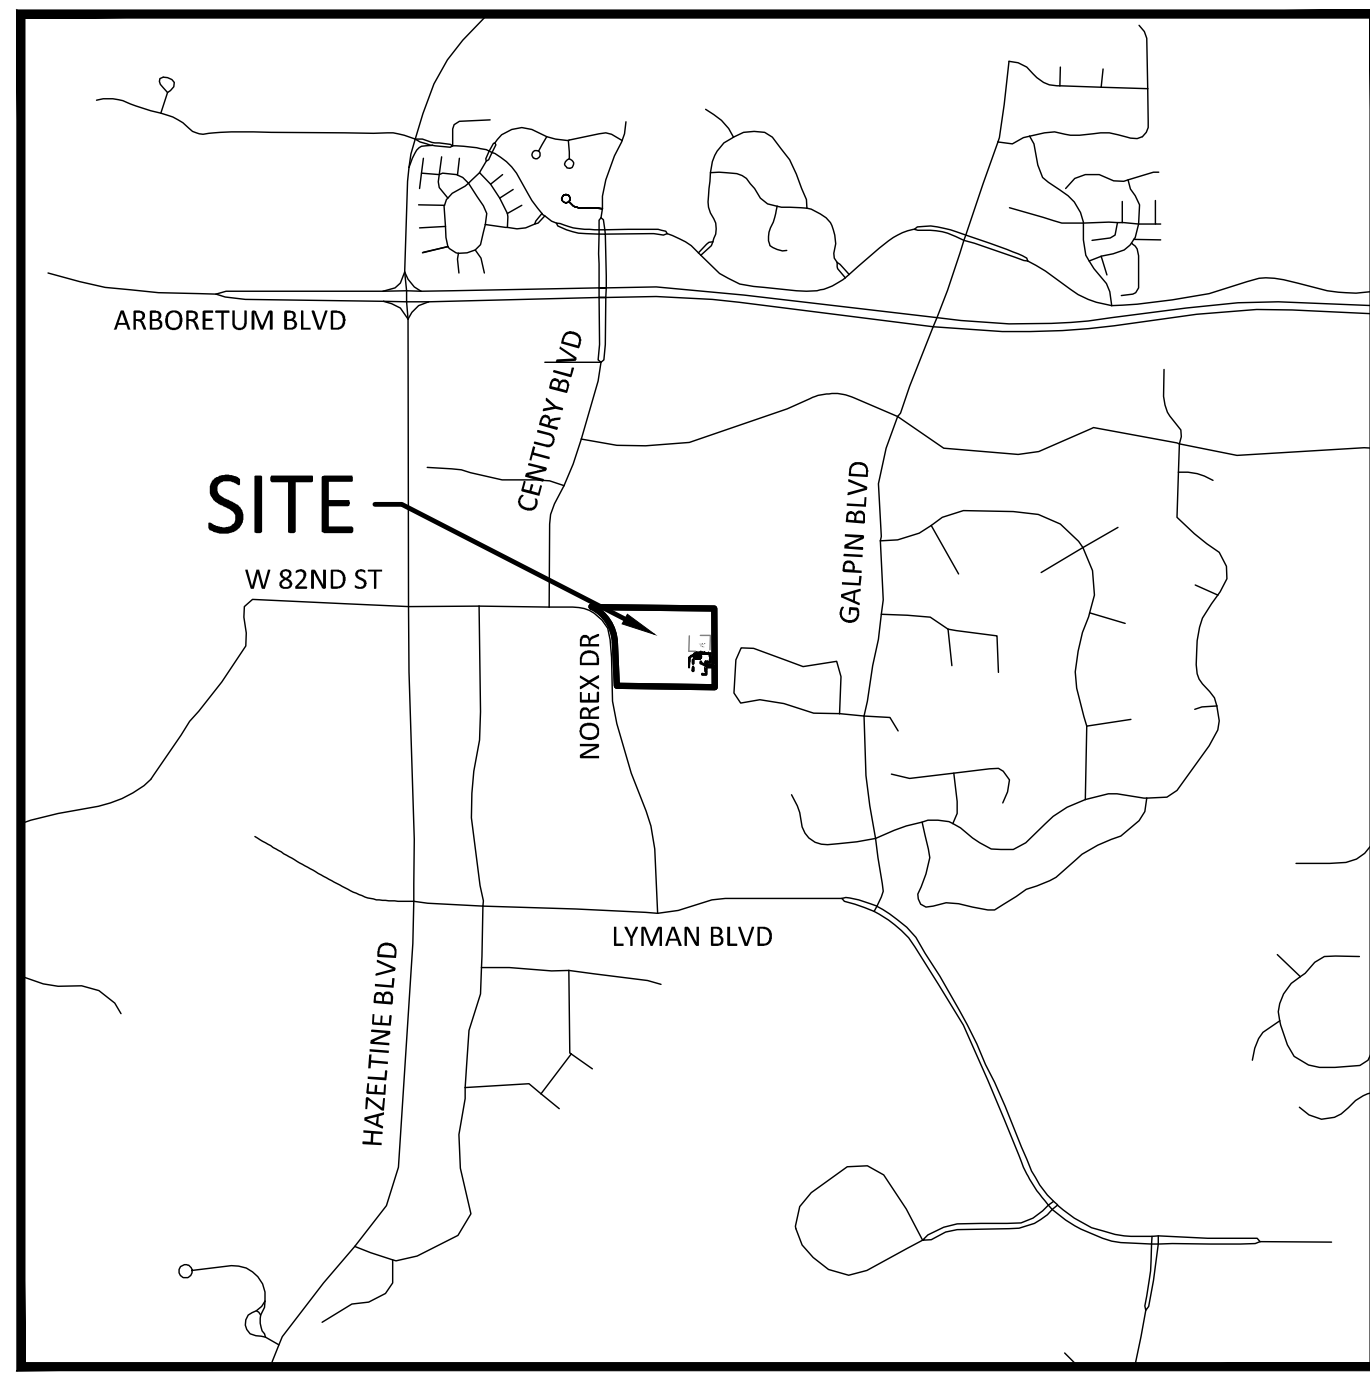 ARBORETUM BLVD
CENTURY BLVD
SITE
GALPIN BLVD
W 82ND ST
NOREX DR
LYMAN BLVD
HAZELTINE BLVD